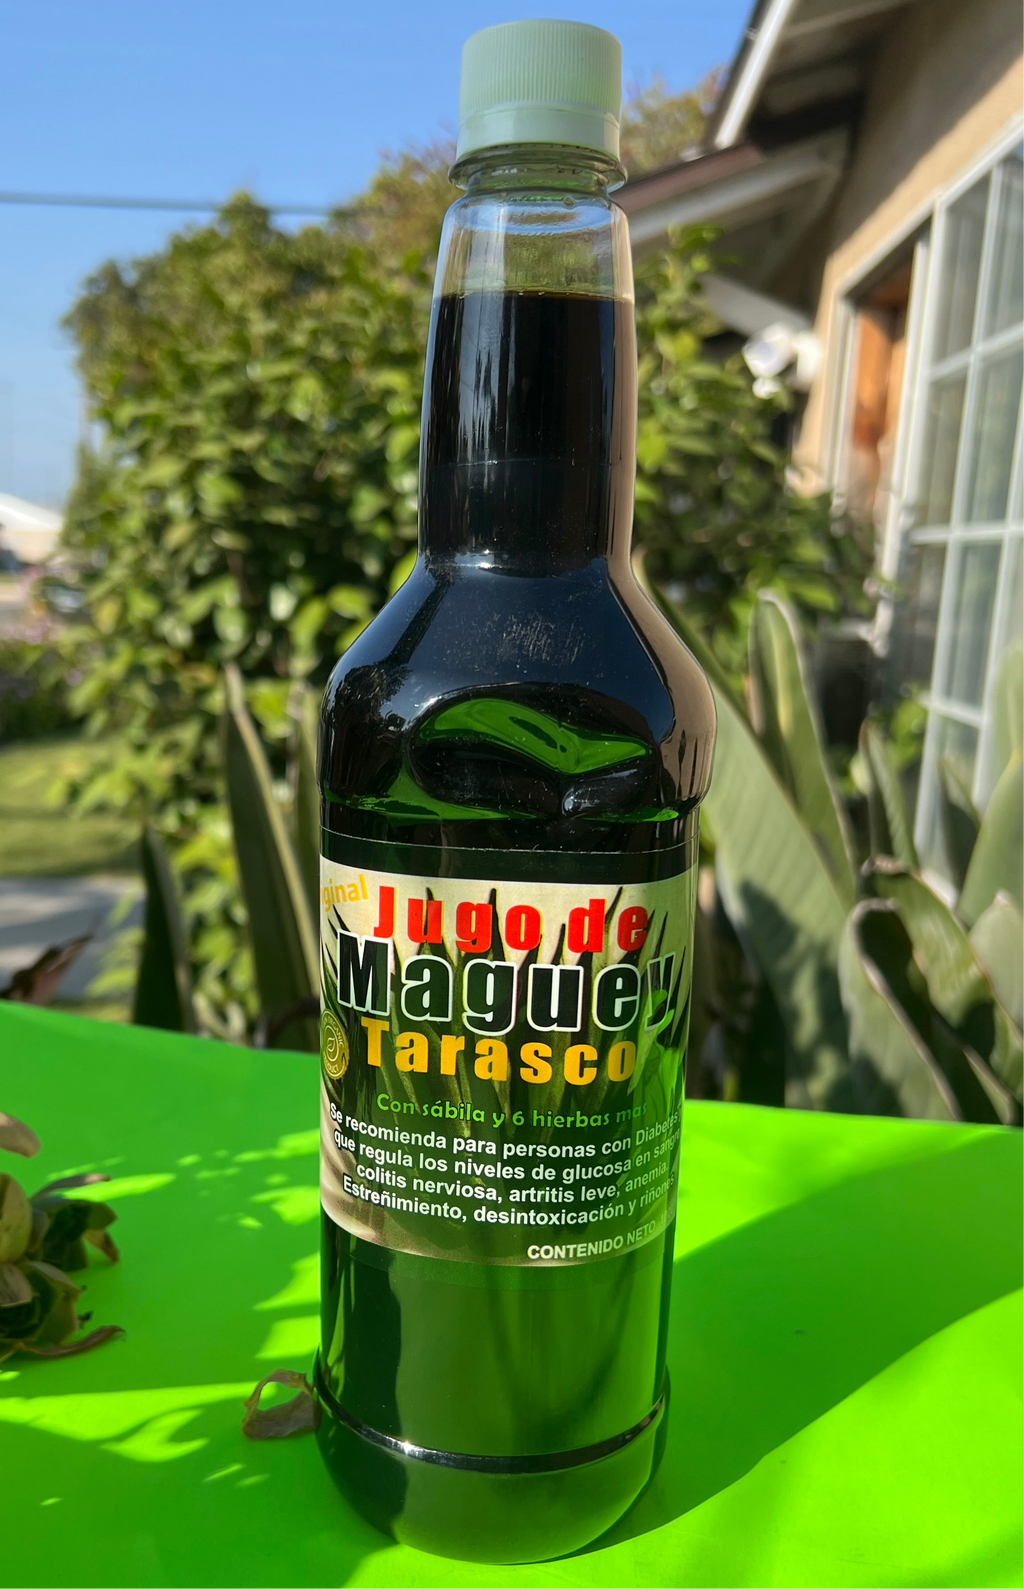 ginal
Jugo de
Maguey
Tarasco
Con sábila y 6 hierbas mas
Se recomienda para personas con Diabetes
que regula los niveles de glucosa en sangre
colitis nerviosa, artritis leve, anemia.
Estreñimiento, desintoxicación y riñones
CONTENIDO NETO